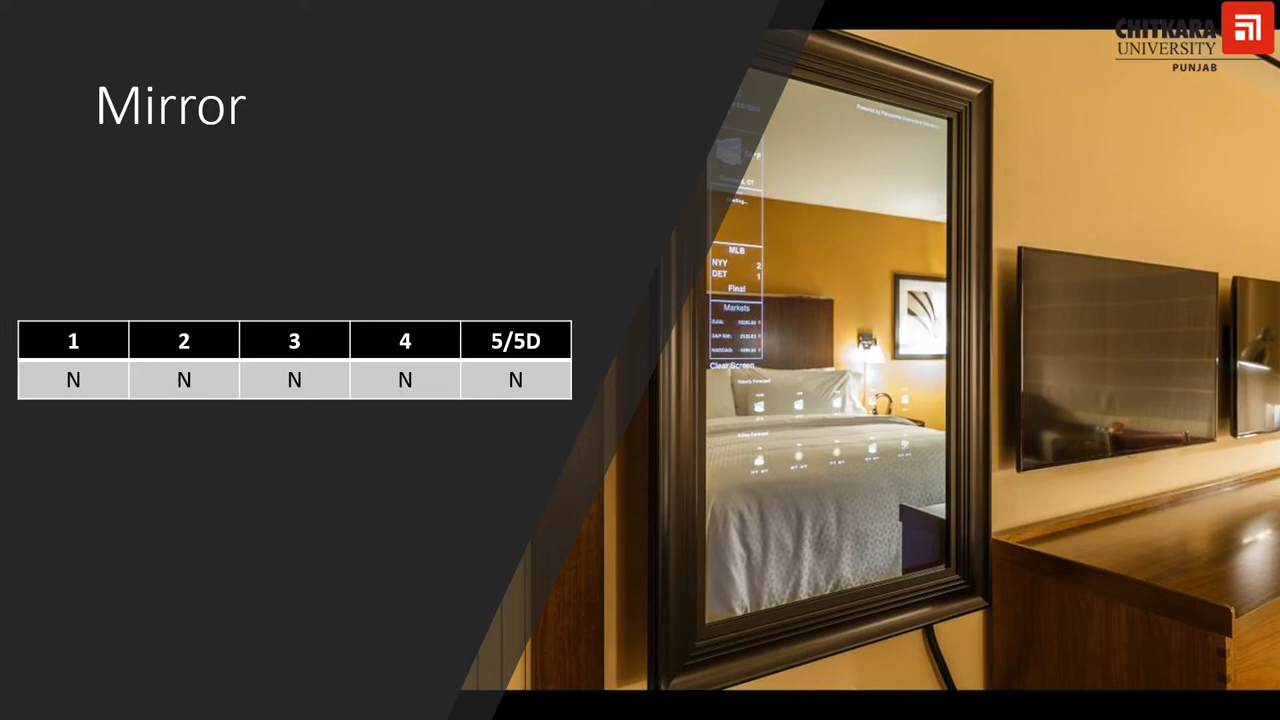 CHITKARA
UNIVERSITY
PUNJAB
Mirror
1 2 3 4 5/5D
N N N N N
MLB
NYY 2
DET 1
Final
Markets
Clear Screen